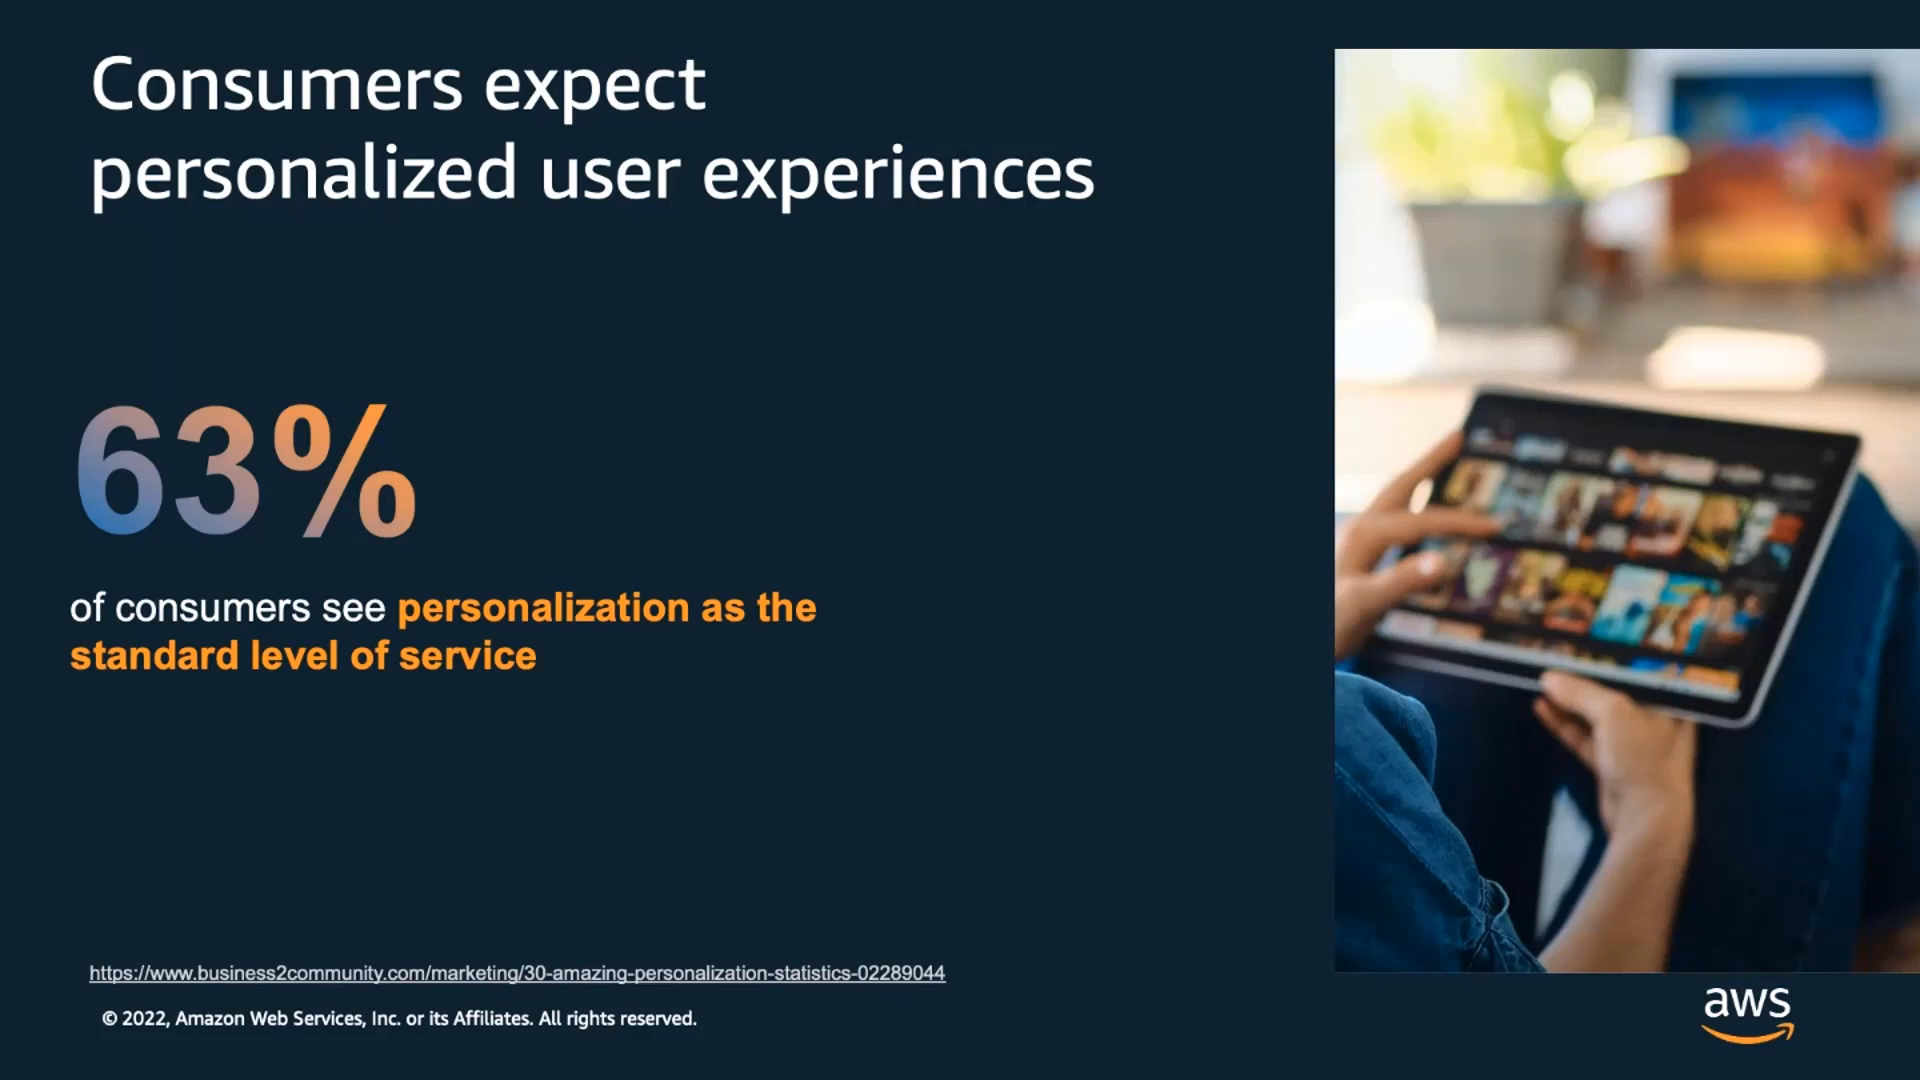 Consumers expect
personalized user experiences
63%
of consumers see personalization as the
standard level of service
https://www.business2community.com/marketing/30-amazing-personalization-statistics-02289044
© 2022, Amazon Web Services, Inc. or its Affiliates. All rights reserved.
aws